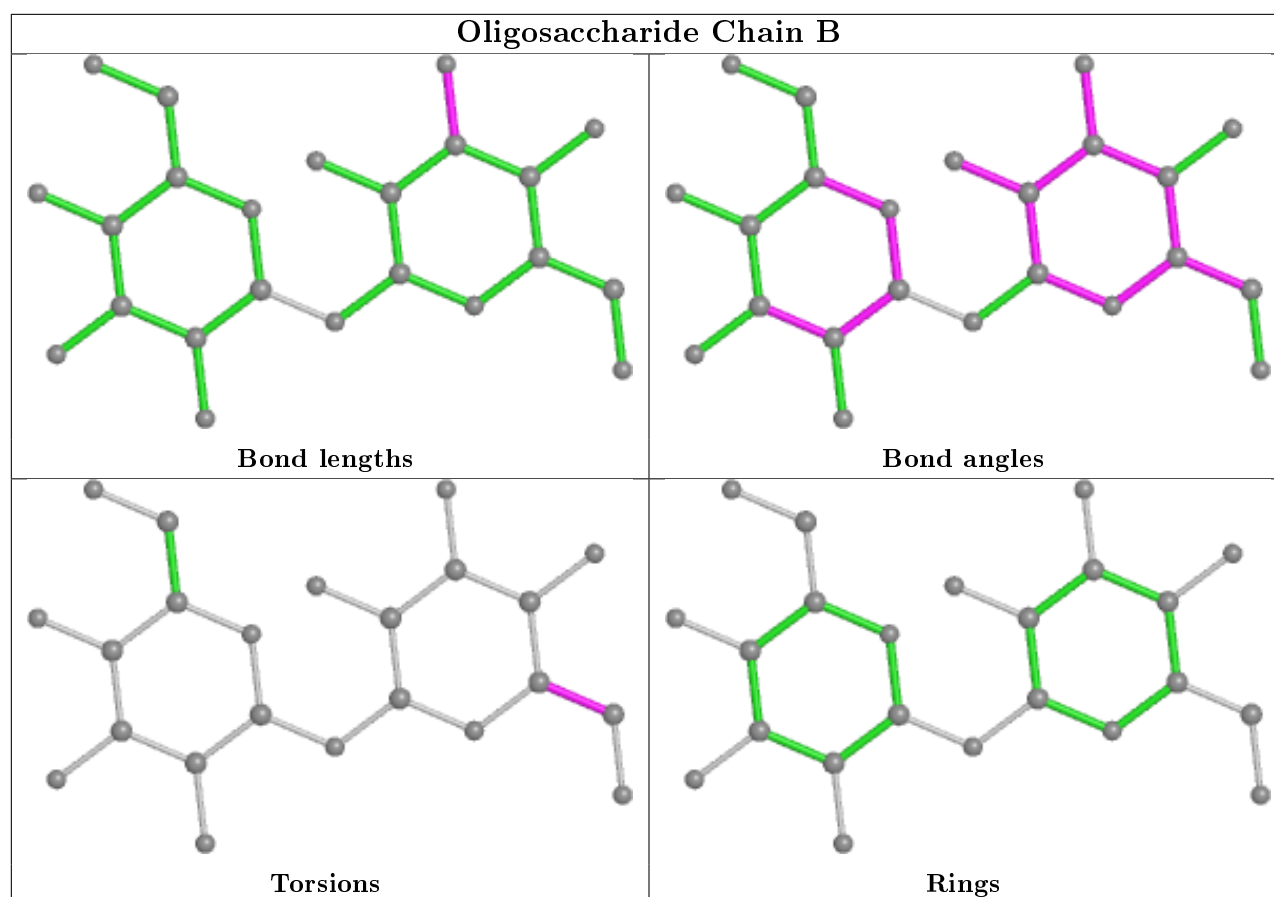 Oligosaccharide Chain B
Bond lengths
Bond angles
Torsions
Rings